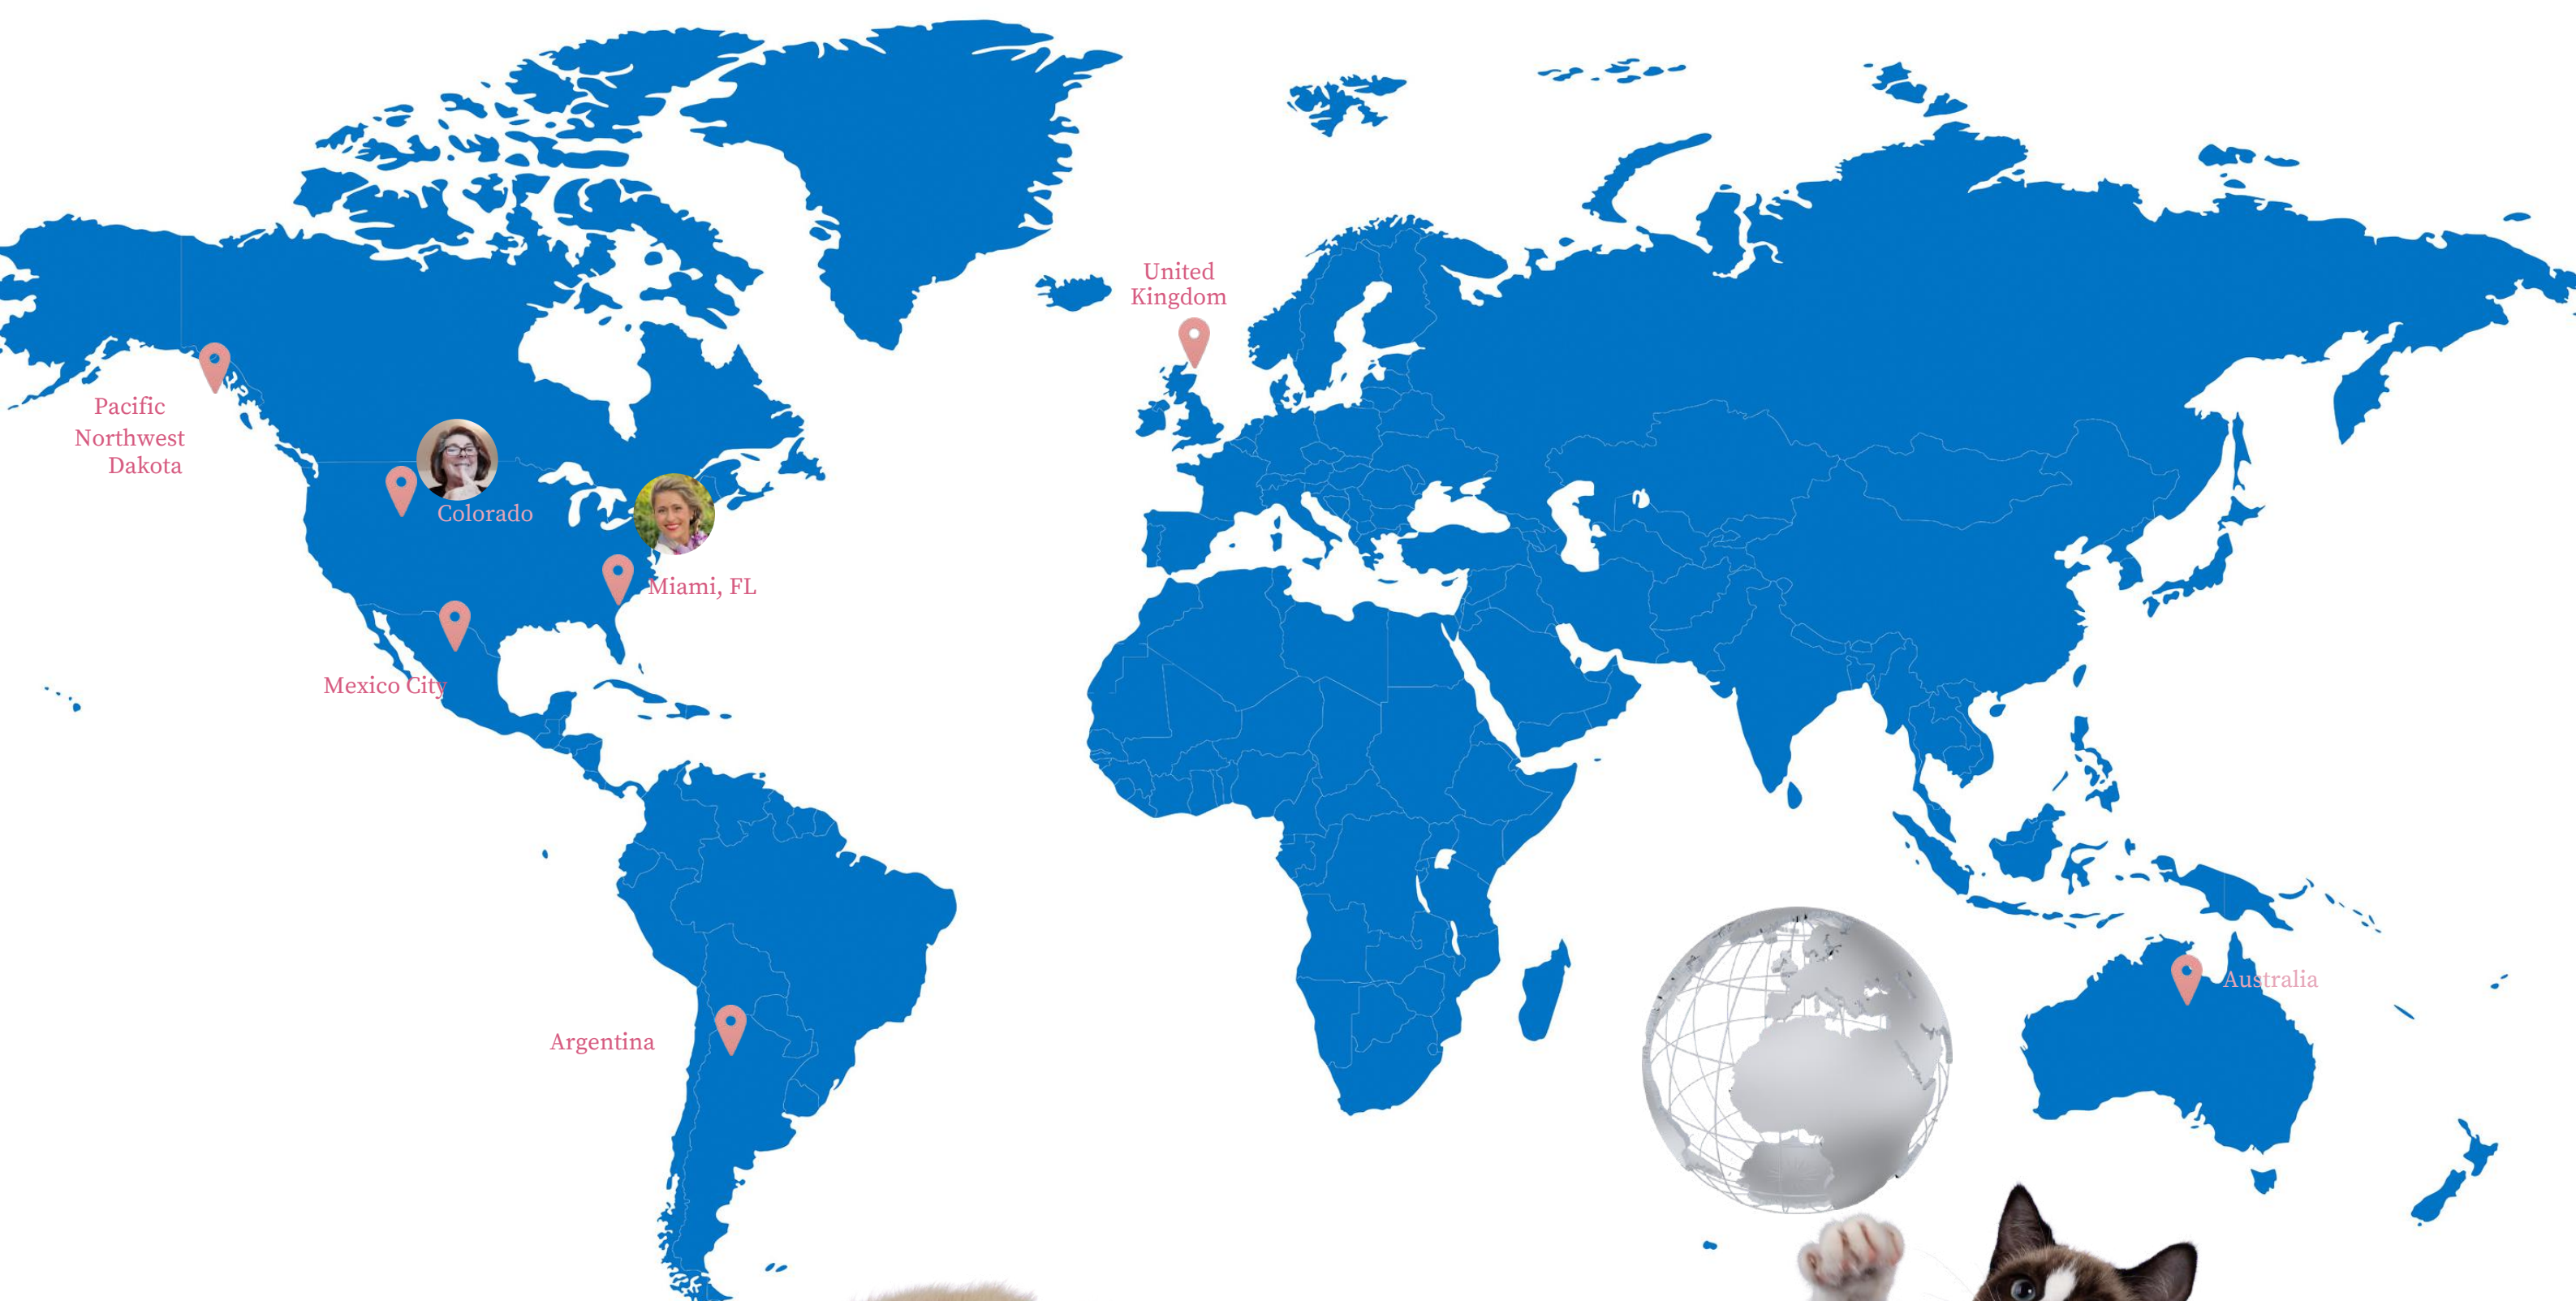 United
Kingdom
Pacific
Northwest
Dakota
Colorado
Miami, FL
Mexico City
Australia
Argentina